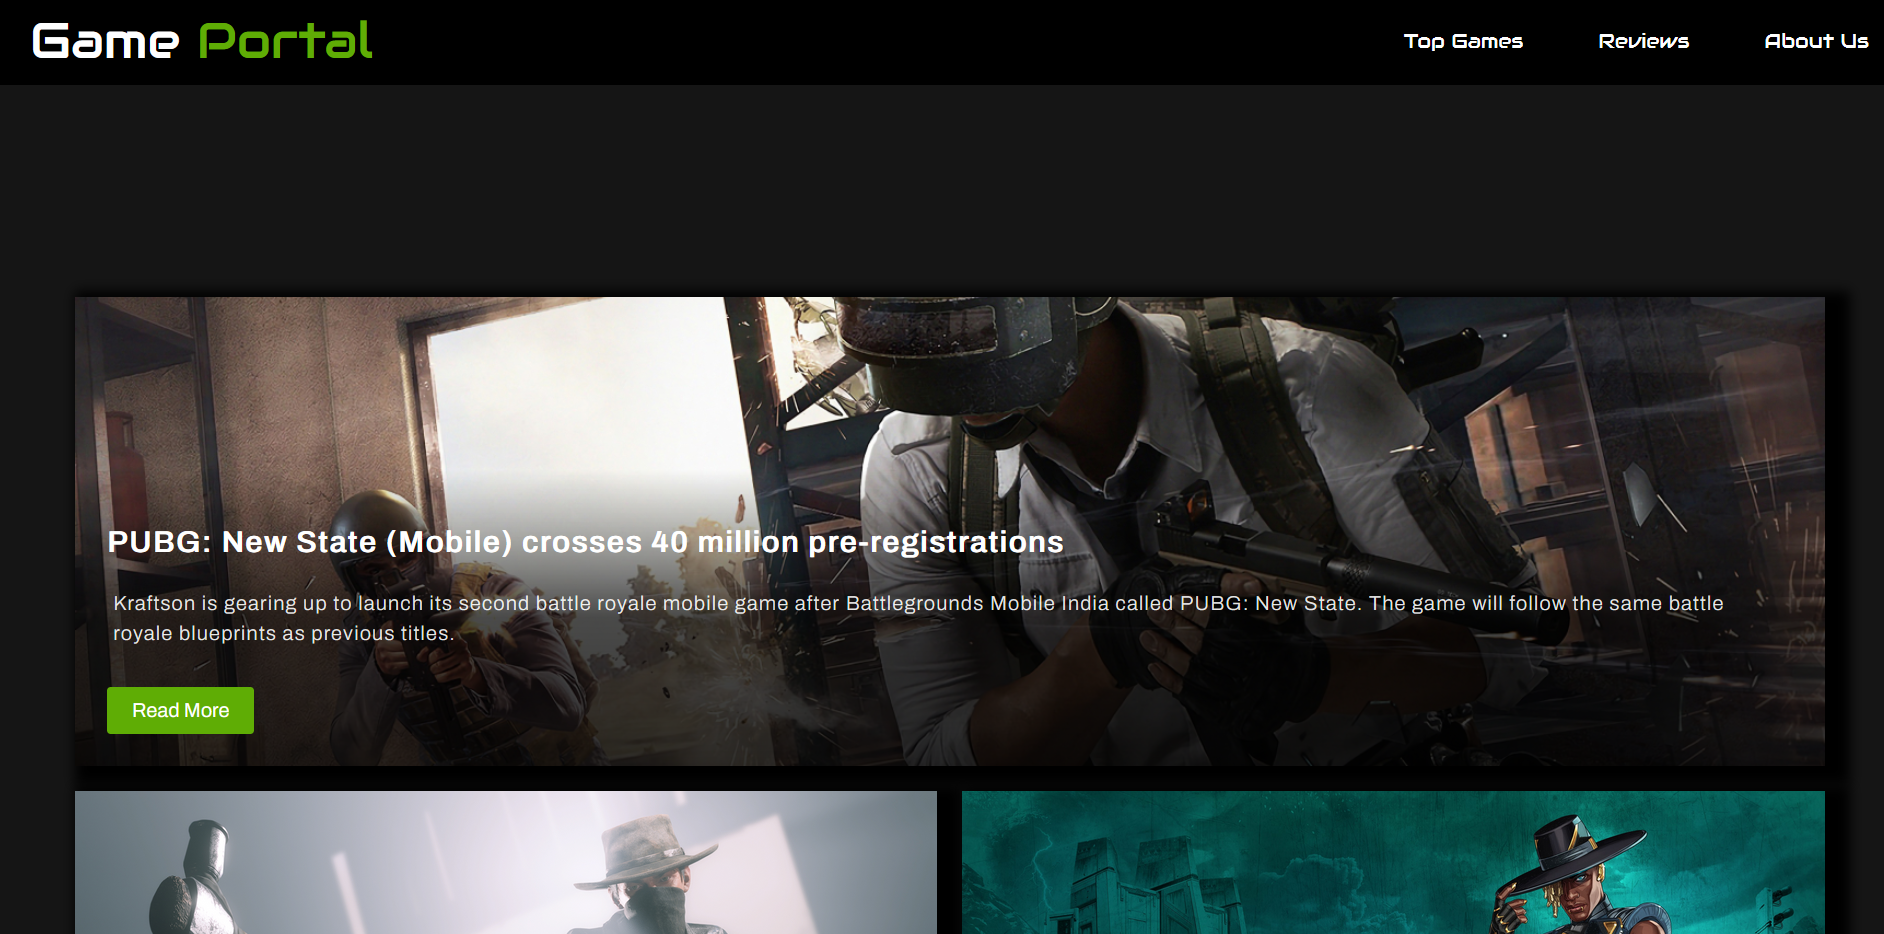 Game Portal
Top Games
Reviews
About Us
PUBG: New State (Mobile) crosses 40 million pre-registrations
Kraftson is gearing up to launch its second battle royale mobile game after Battlegrounds Mobile India called PUBG: New State. The game will follow the same battle
royale blueprints as previous titles.
Read More